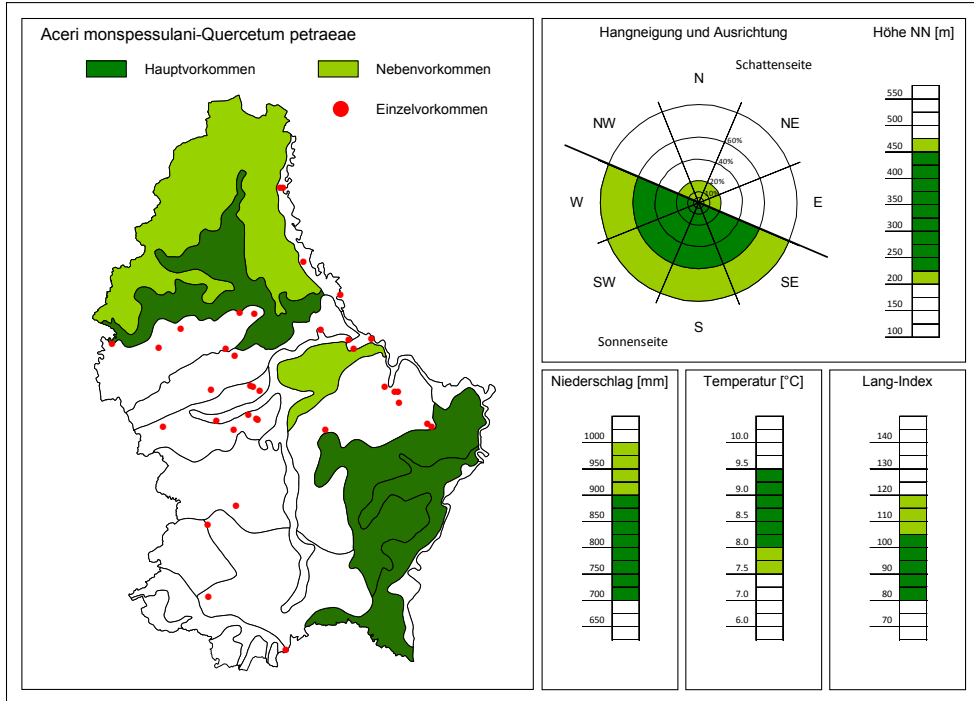 Aceri monspessulani-Quercetum petraeae
Hauptvorkommen
Nebenvorkommen
Einzelvorkommen
Hangneigung und Ausrichtung
Höhe NN [m]
Schattenseite
N
NW
NE
W
E
SW
SE
S
60%
40%
20%
10%
Sonnenseite
550
500
450
400
350
300
250
200
150
100
Niederschlag [mm]
1000
950
900
850
800
750
700
650
Temperatur [°C]
10.0
9.5
9.0
8.5
8.0
7.5
7.0
6.0
Lang-Index
140
130
120
110
100
90
80
70